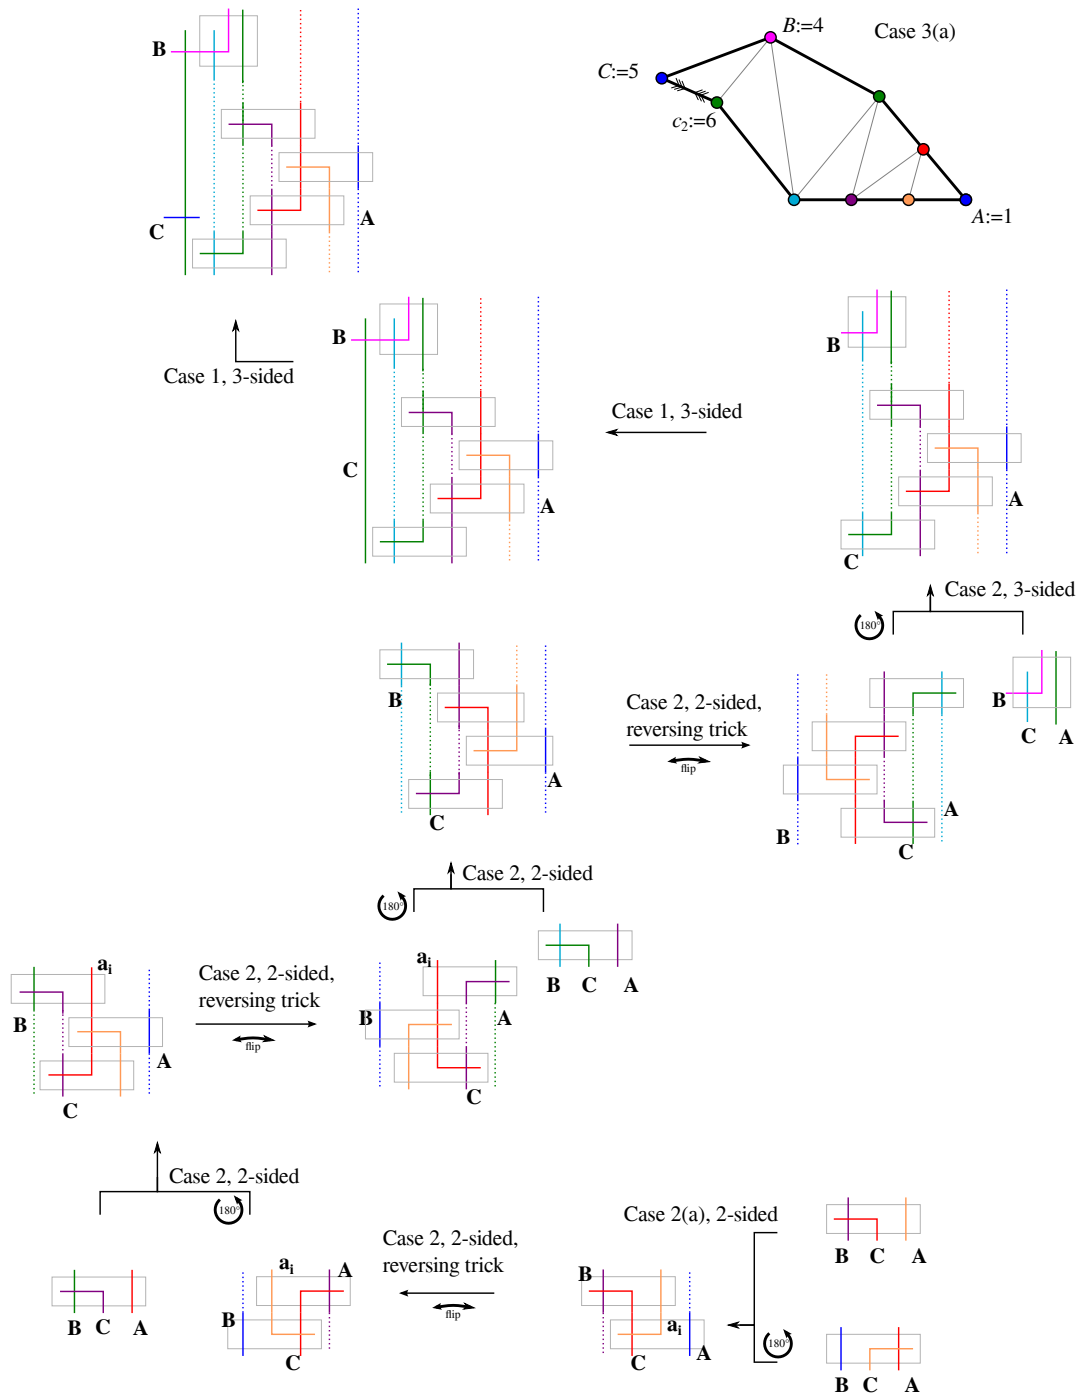 B:=4
Case 3(a)
C:=5
c2:=6
A:=1
B
C
A
Case 1, 3-sided
B
C
A
Case 1, 3-sided
B
C
A
Case 2, 3-sided
180°
B
C
A
Case 2, 2-sided,
reversing trick
flip
B
C
A
B
C
A
Case 2, 2-sided
180°
B
C
A
ai
B
A
C
Case 2, 2-sided,
reversing trick
flip
ai
B
A
C
Case 2, 2-sided
180°
B
C
A
ai
A
B
C
Case 2, 2-sided,
reversing trick
flip
Case 2(a), 2-sided
B
ai
C
A
180°
B
C
A
B
C
A